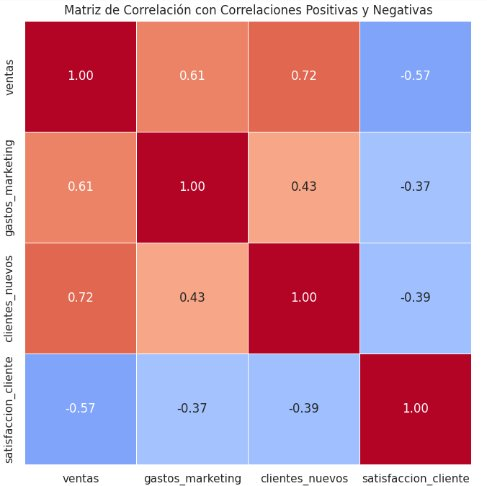 Matriz de Correlación con Correlaciones Positivas y Negativas
ventas
1.00
0.61
0.72
-0.57
gastos_marketing
0.61
1.00
0.43
-0.37
clientes_nuevos
0.72
0.43
1.00
-0.39
satisfaccion_cliente
-0.57
-0.37
-0.39
1.00
ventas
gastos_marketing
clientes_nuevos
satisfaccion_cliente